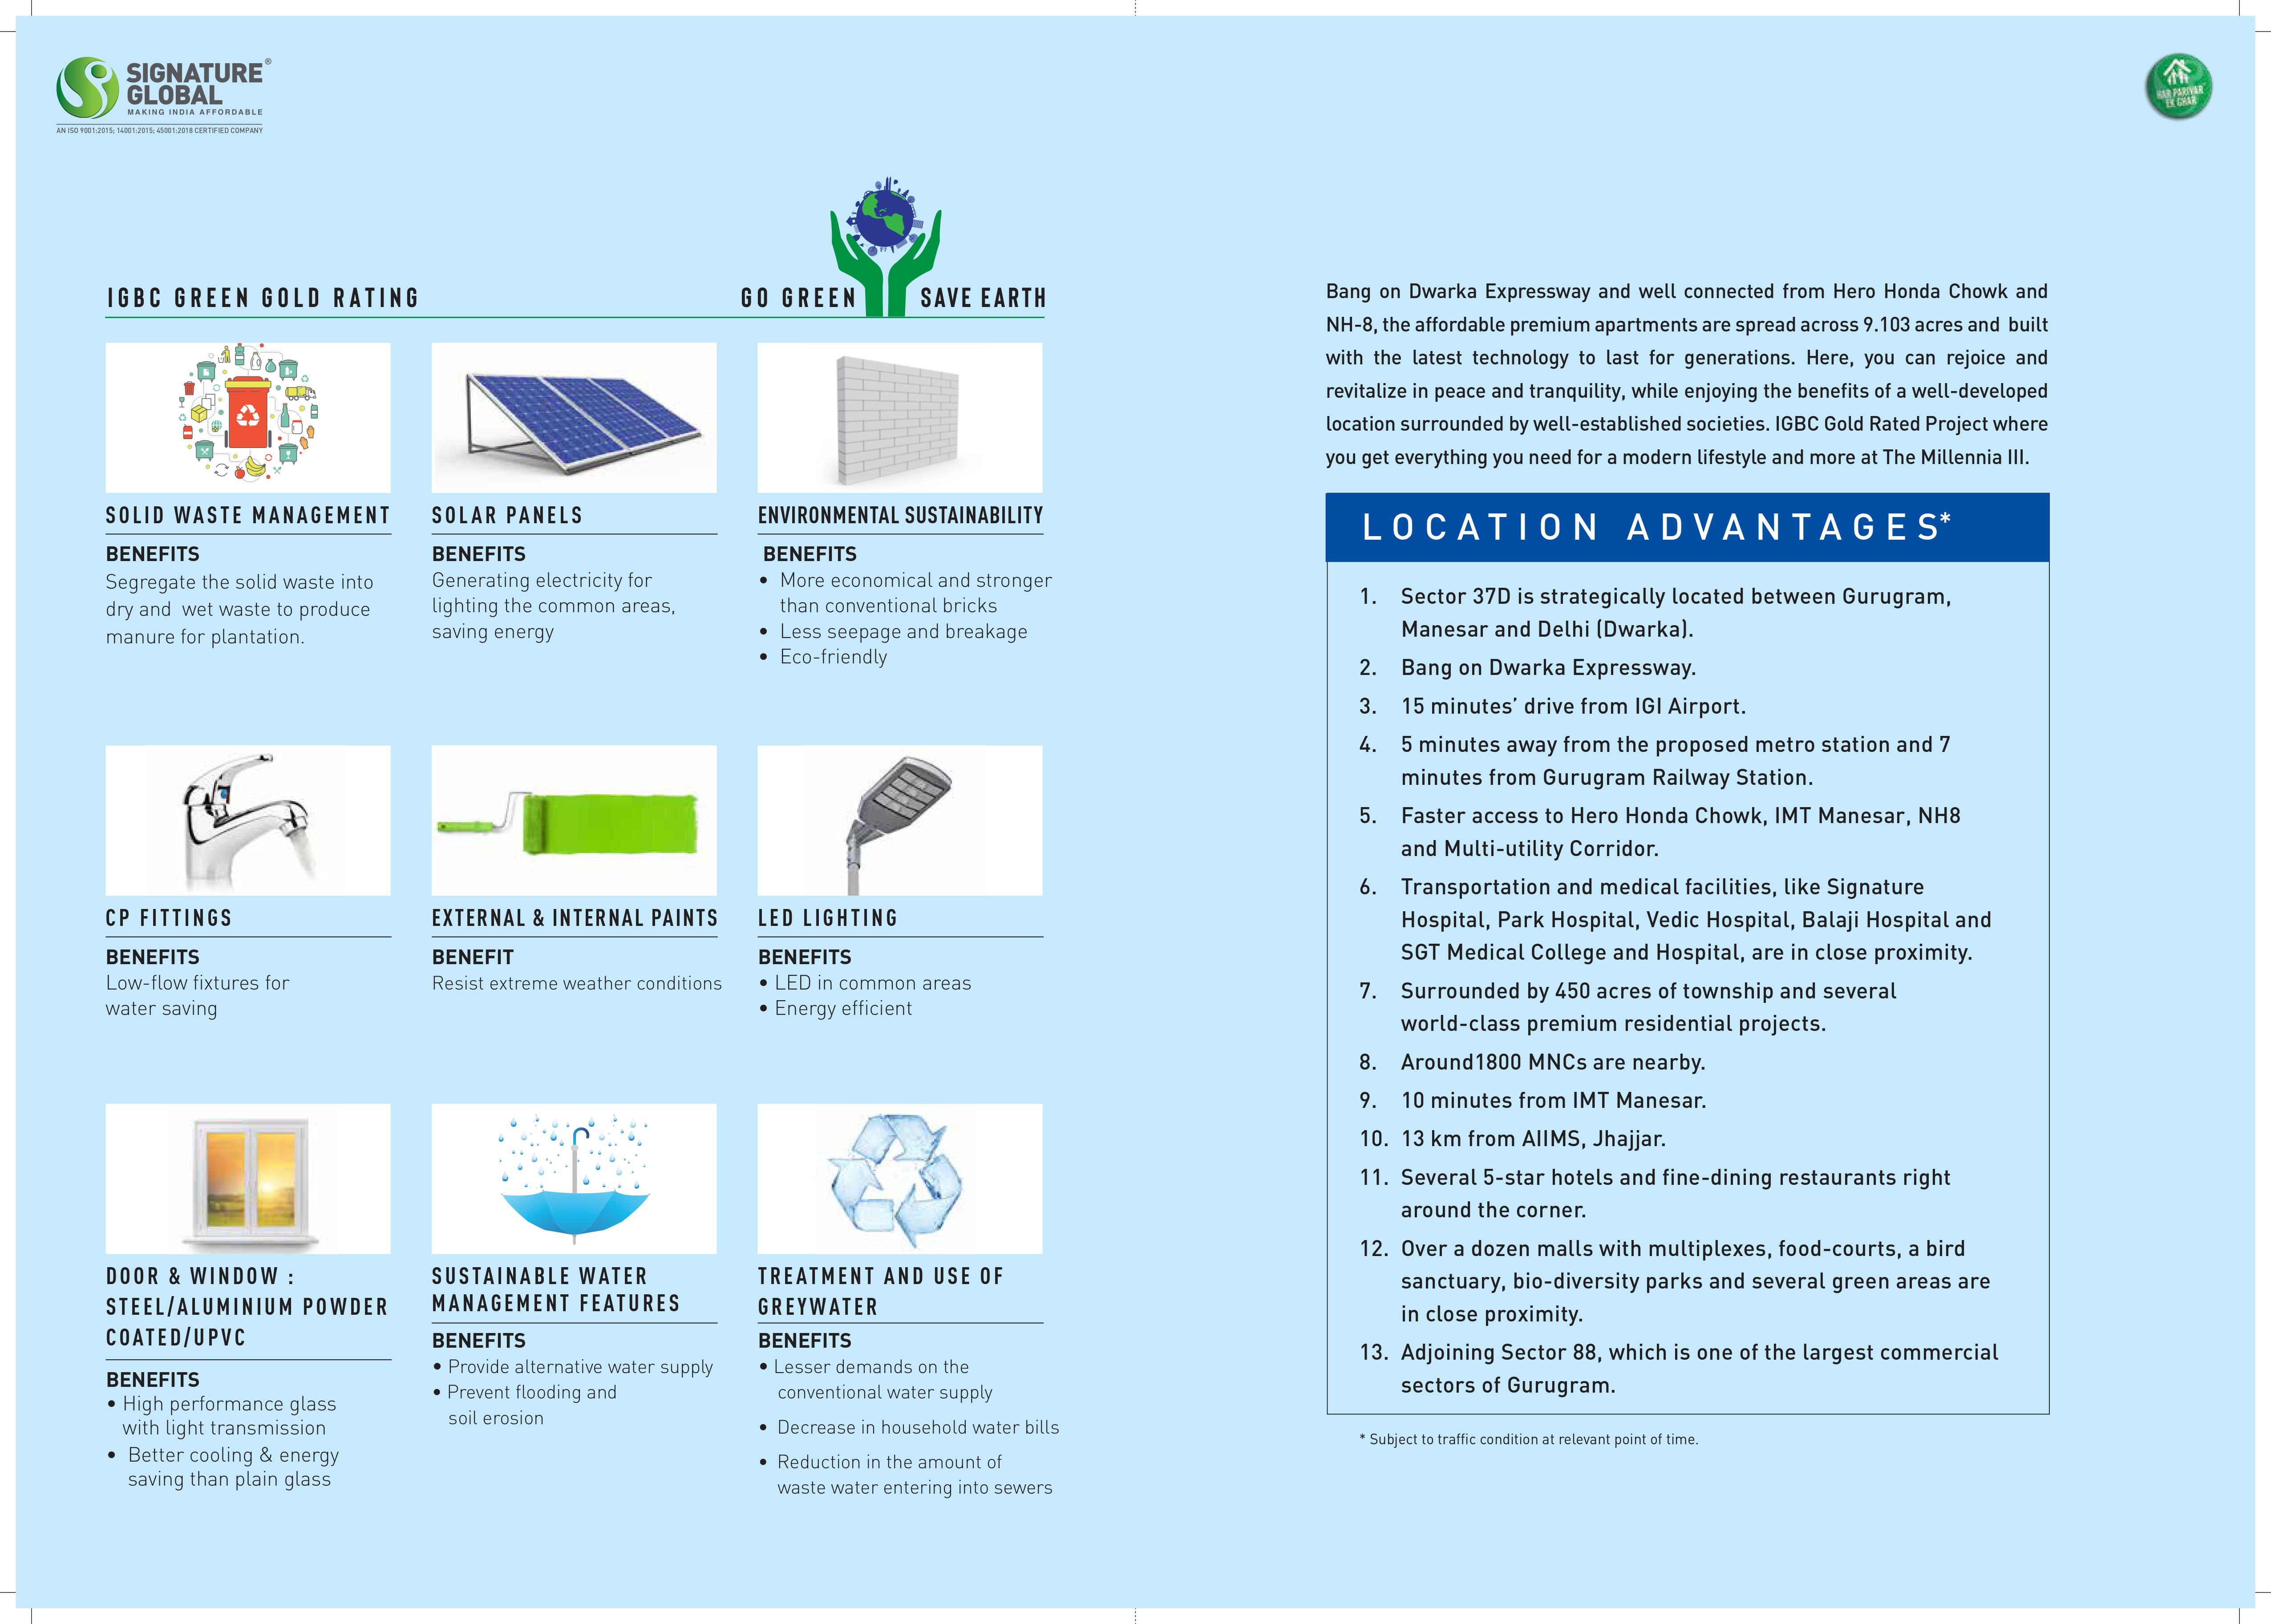 SIGNATURE®
GLOBAL
MAKING INDIA AFFORDABLE
AN ISO 9001:2015; 14001:2015; 45001:2018 CERTIFIED COMPANY
HAR PARIVAR
EK GHAR
IGBC GREEN GOLD RATING
GO GREEN SAVE EARTH
SOLID WASTE MANAGEMENT
BENEFITS
Segregate the solid waste into
dry and wet waste to produce
manure for plantation.
SOLAR PANELS
BENEFITS
Generating electricity for
lighting the common areas,
saving energy
ENVIRONMENTAL SUSTAINABILITY
BENEFITS
• More economical and stronger
than conventional bricks
• Less seepage and breakage
• Eco-friendly
CP FITTINGS
BENEFITS
Low-flow fixtures for
water saving
EXTERNAL & INTERNAL PAINTS
BENEFIT
Resist extreme weather conditions
LED LIGHTING
BENEFITS
• LED in common areas
• Energy efficient
DOOR & WINDOW :
STEEL/ALUMINIUM POWDER
COATED/UPVC
BENEFITS
• High performance glass
with light transmission
• Better cooling & energy
saving than plain glass
SUSTAINABLE WATER
MANAGEMENT FEATURES
BENEFITS
• Provide alternative water supply
• Prevent flooding and
soil erosion
TREATMENT AND USE OF
GREYWATER
BENEFITS
• Lesser demands on the
conventional water supply
• Decrease in household water bills
• Reduction in the amount of
waste water entering into sewers
Bang on Dwarka Expressway and well connected from Hero Honda Chowk and
NH-8, the affordable premium apartments are spread across 9.103 acres and built
with the latest technology to last for generations. Here, you can rejoice and
revitalize in peace and tranquility, while enjoying the benefits of a well-developed
location surrounded by well-established societies. IGBC Gold Rated Project where
you get everything you need for a modern lifestyle and more at The Millennia III.
LOCATION ADVANTAGES*
1. Sector 37D is strategically located between Gurugram,
Manesar and Delhi (Dwarka).
2. Bang on Dwarka Expressway.
3. 15 minutes’ drive from IGI Airport.
4. 5 minutes away from the proposed metro station and 7
minutes from Gurugram Railway Station.
5. Faster access to Hero Honda Chowk, IMT Manesar, NH8
and Multi-utility Corridor.
6. Transportation and medical facilities, like Signature
Hospital, Park Hospital, Vedic Hospital, Balaji Hospital and
SGT Medical College and Hospital, are in close proximity.
7. Surrounded by 450 acres of township and several
world-class premium residential projects.
8. Around1800 MNCs are nearby.
9. 10 minutes from IMT Manesar.
10. 13 km from AIIMS, Jhajjar.
11. Several 5-star hotels and fine-dining restaurants right
around the corner.
12. Over a dozen malls with multiplexes, food-courts, a bird
sanctuary, bio-diversity parks and several green areas are
in close proximity.
13. Adjoining Sector 88, which is one of the largest commercial
sectors of Gurugram.
* Subject to traffic condition at relevant point of time.